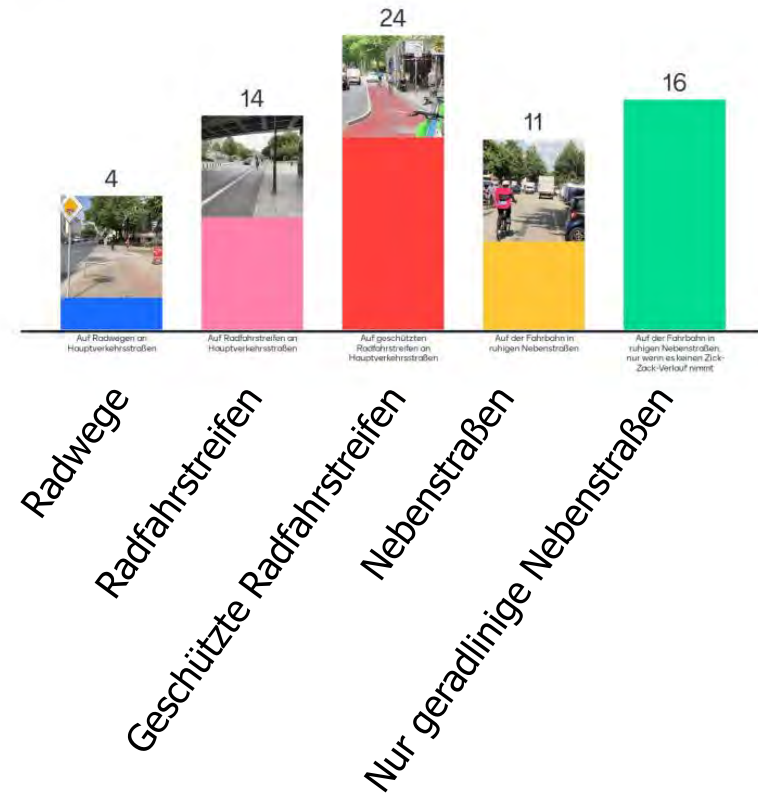 24
14
16
11
4
Auf Radwegen an
Hauptverkehrsstraßen
Auf Radfahrstreifen an
Hauptverkehrsstraßen
Auf geschützten
Radfahrstreifen an
Hauptverkehrsstraßen
Auf der Fahrbahn in
ruhigen Nebenstraßen
Auf der Fahrbahn in
ruhigen Nebenstraßen,
nur wenn es keinen Zick-
Zack-Verlauf nimmt
Radwege
Radfahrstreifen
Geschützte Radfahrstreifen
Nebenstraßen
Nur geradlinige Nebenstraßen